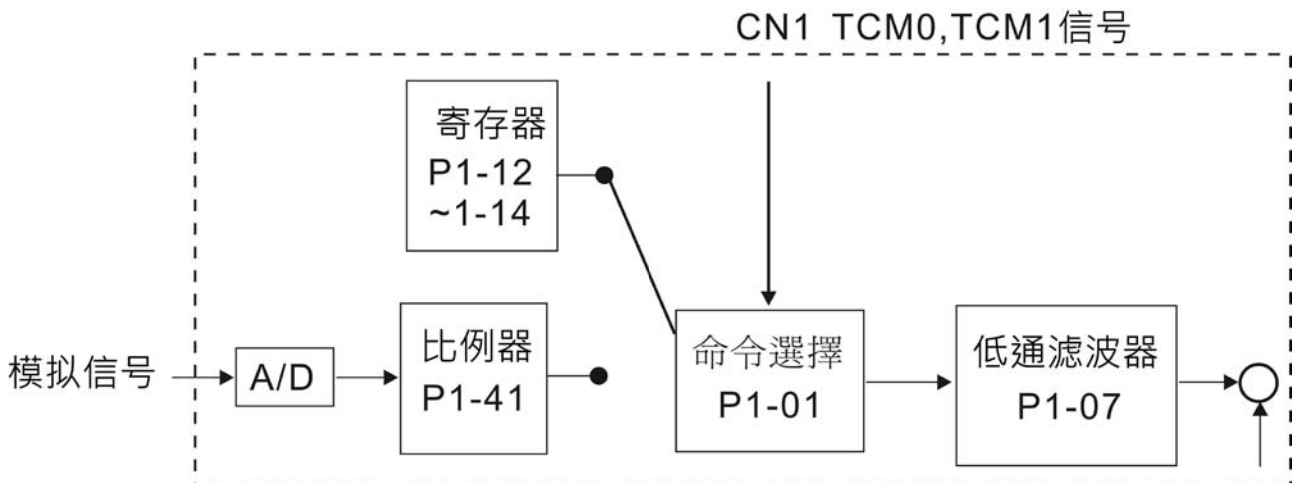 CN1 TCM0,TCM1信号
寄存器
P1-12
~1-14
模拟信号
A/D
比例器
P1-41
命令選擇
P1-01
低通滤波器
P1-07